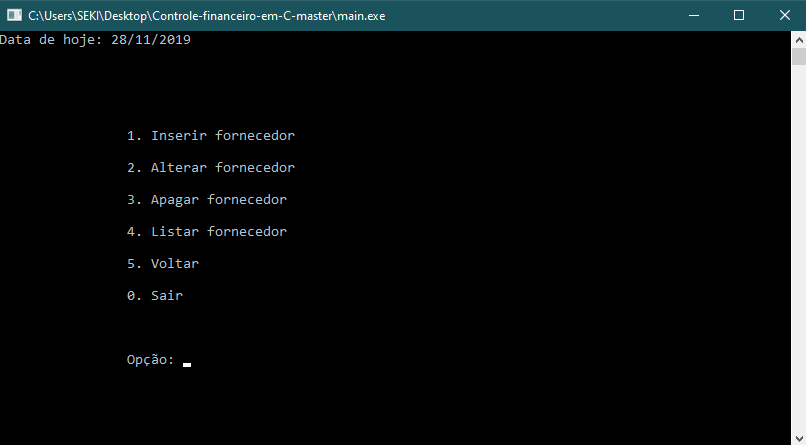 C:\Users\SEKI\Desktop\Controle-financeiro-em-C-master\main.exe
Data de hoje: 28/11/2019
1. Inserir fornecedor
2. Alterar fornecedor
3. Apagar fornecedor
4. Listar fornecedor
5. Voltar
0. Sair
Opção: